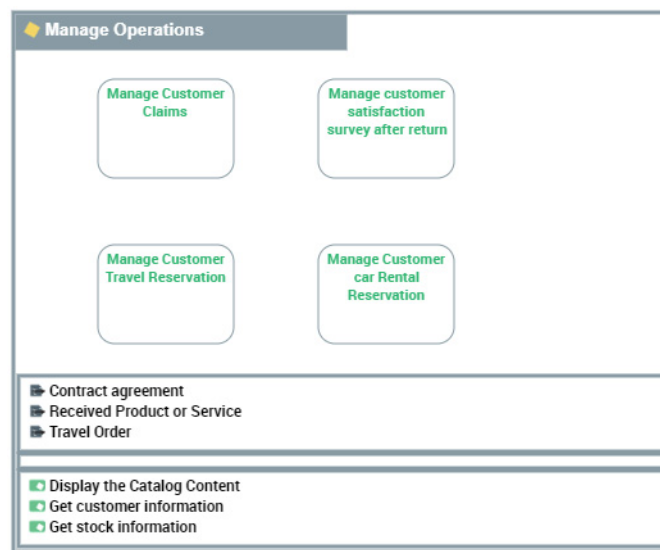 Manage Operations
Manage Customer
Claims
Manage customer
satisfaction
survey after return
Manage Customer
Travel Reservation
Manage Customer
car Rental
Reservation
Contract agreement
Received Product or Service
Travel Order
Display the Catalog Content
Get customer information
Get stock information